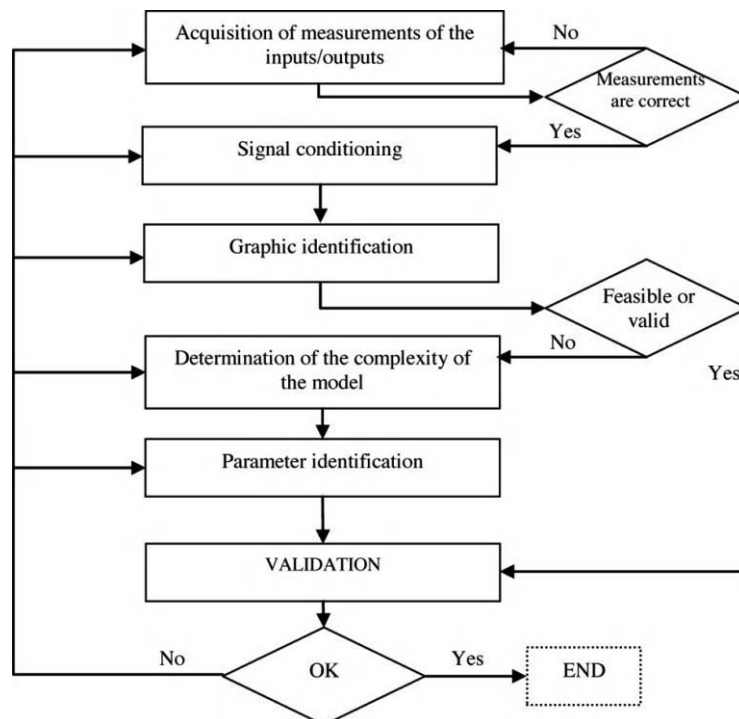 Acquisition of measurements of the
inputs/outputs
No
Measurements
are correct
Yes
Signal conditioning
Graphic identification
Feasible or
valid
No
Determination of the complexity of
the model
Yes
Parameter identification
VALIDATION
No
OK
Yes
END